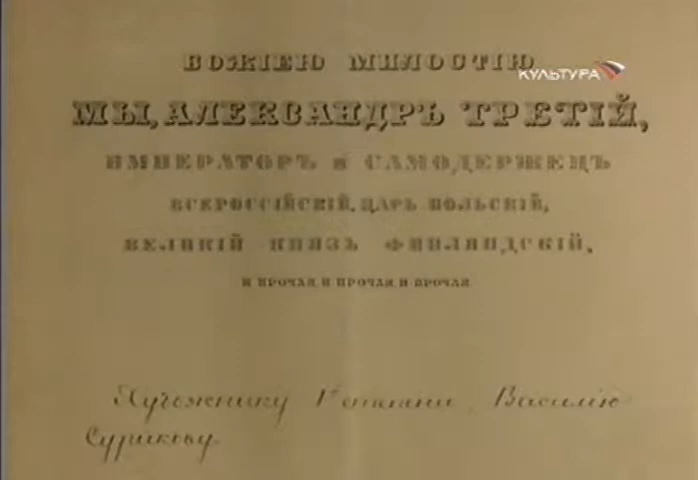 БОЖІЕЮ МИЛОСТІЮ
КУЛЬТУРА
МЫ, АЛЕКСАНДРЪ ТРЕТІЙ,
ИМПЕРАТОРЪ и САМОДЕРЖЕЦЪ
ВСЕРОССІЙСКІЙ, ЦАРЬ ПОЛЬСКІЙ,
ВЕЛИКІЙ КНЯЗЬ ФИНЛЯНДСКІЙ,
И ПРОЧАЯ, И ПРОЧАЯ, И ПРОЧАЯ
Художнику Василію
Сурикову